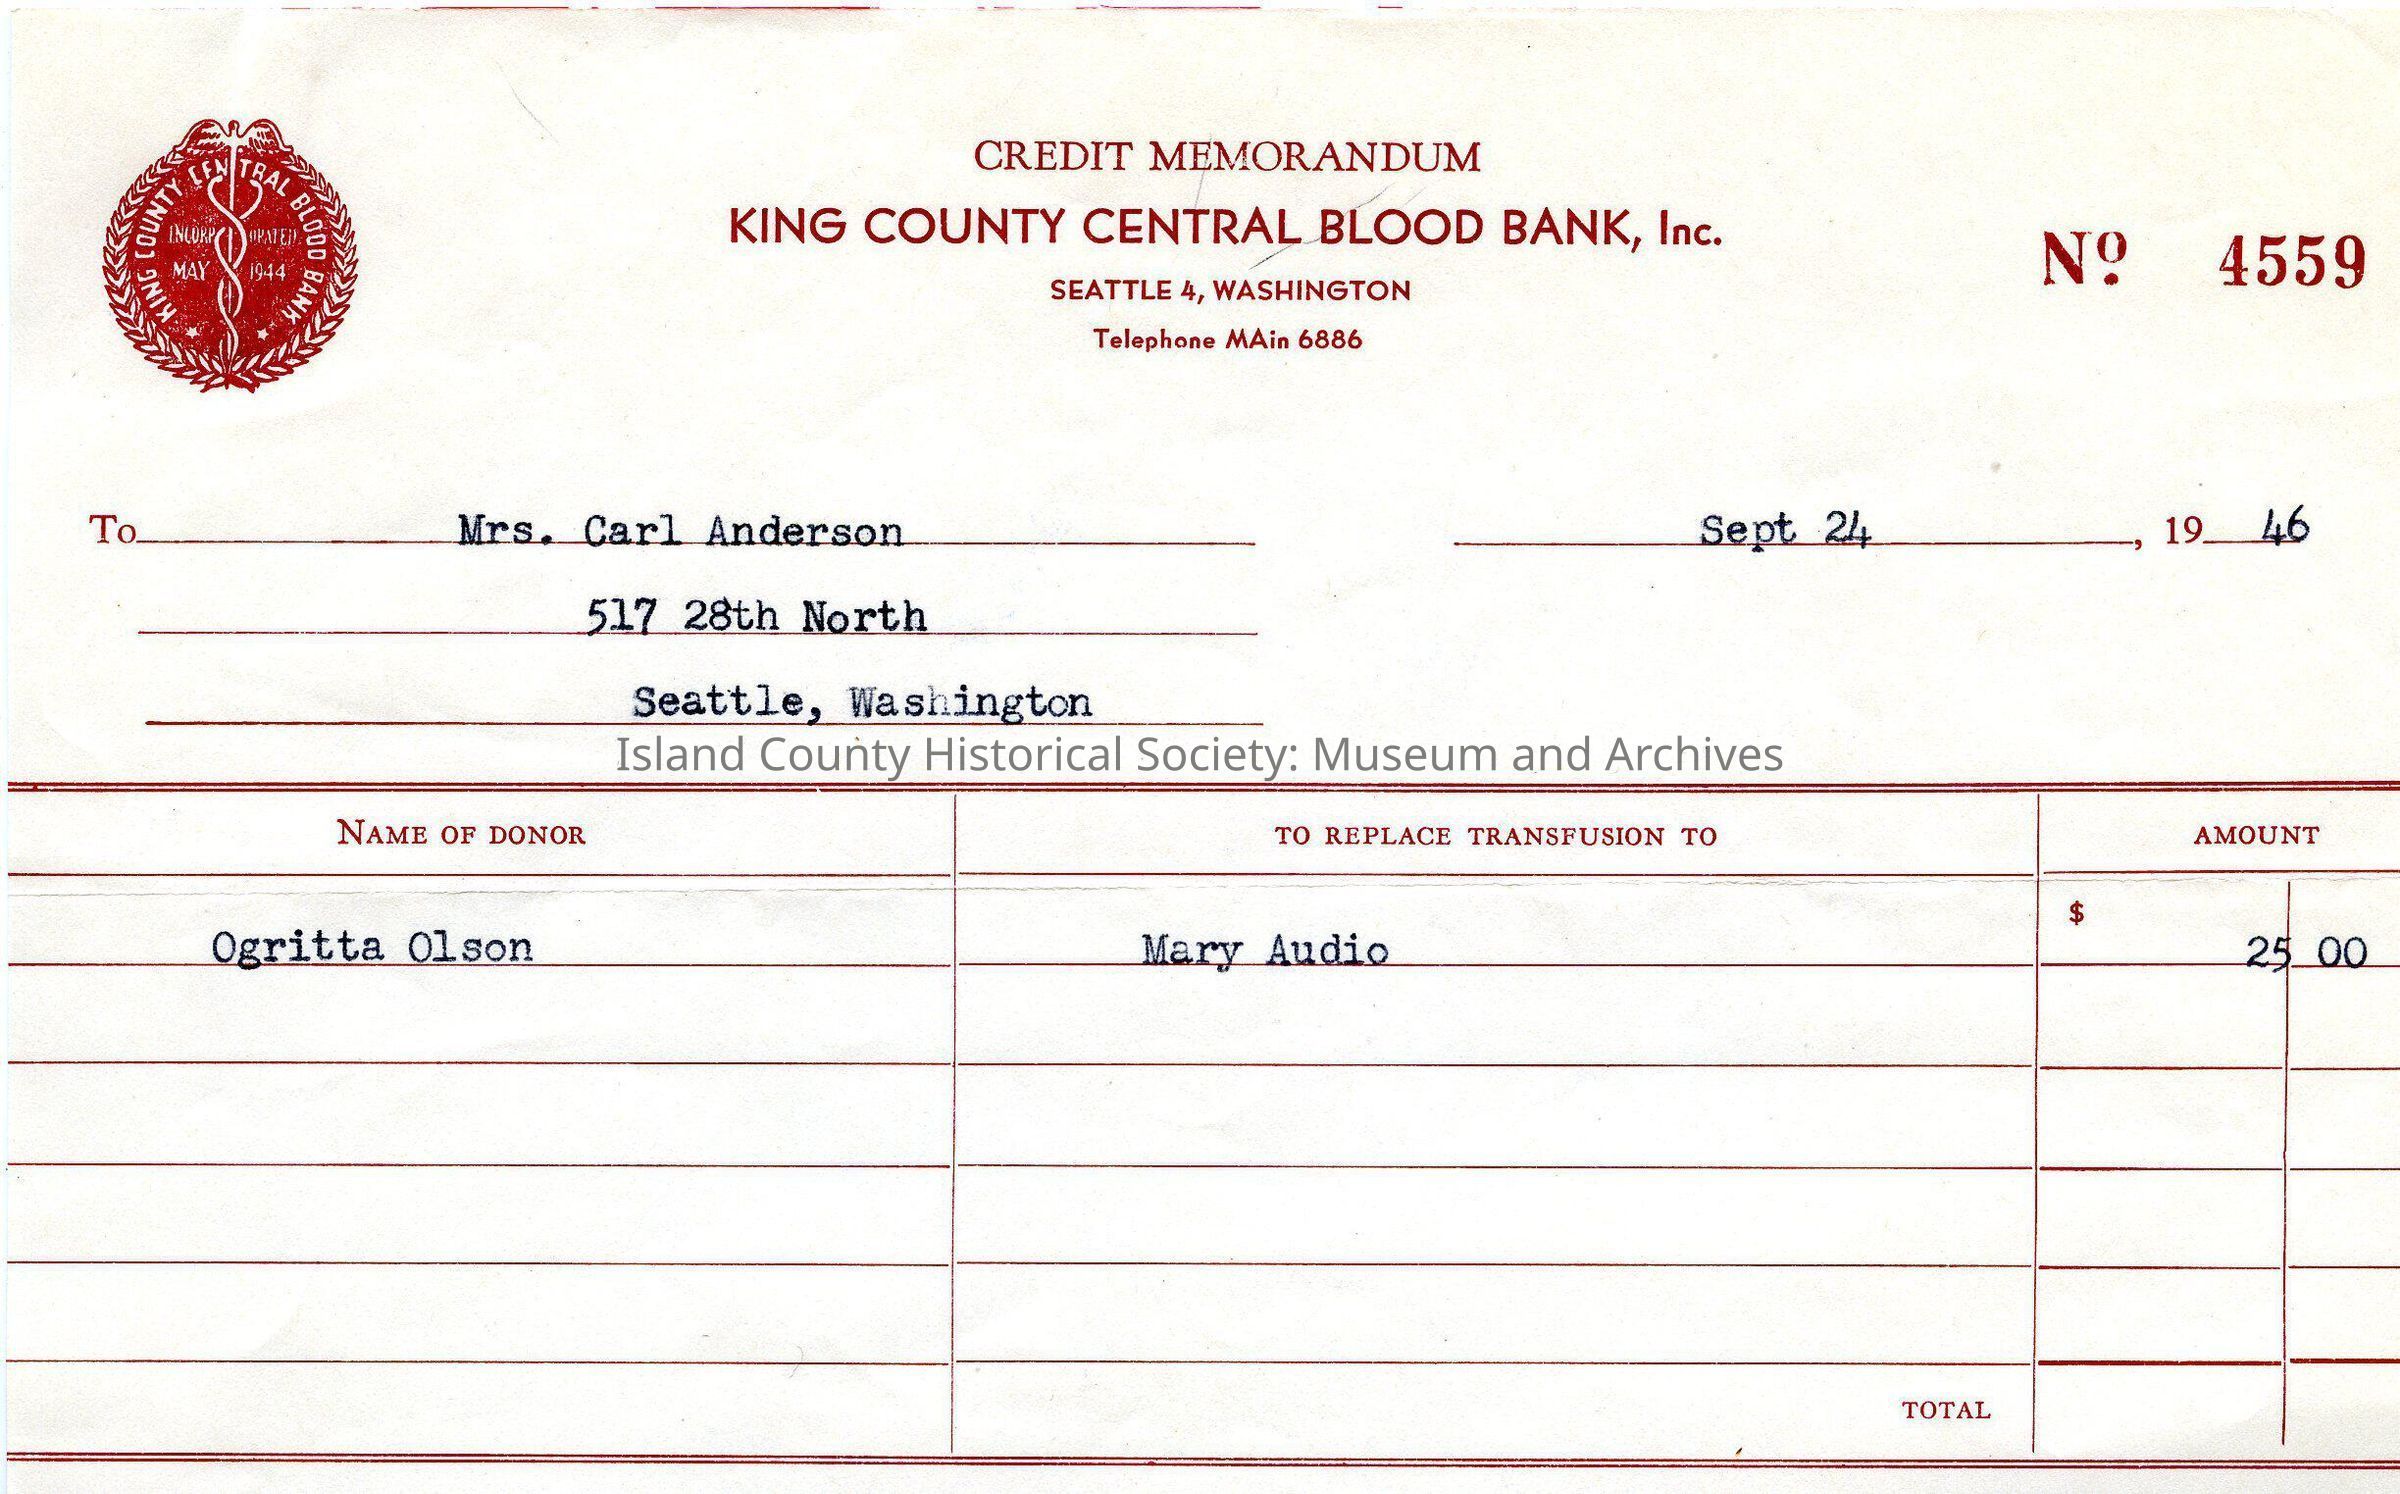 KING COUNTY CENTRAL BLOOD BANK
INCORPORATED
MAY 1944
CREDIT MEMORANDUM
KING COUNTY CENTRAL BLOOD BANK, Inc.
SEATTLE 4, WASHINGTON
Telephone MAin 6886
Nº 4559
To Mrs. Carl Anderson Sept 24, 19 46
517 28th North
Seattle, Washington
Island County Historical Society: Museum and Archives
NAME OF DONOR TO REPLACE TRANSFUSION TO AMOUNT
$
Ogritta Olson Mary Audio 25 00
TOTAL